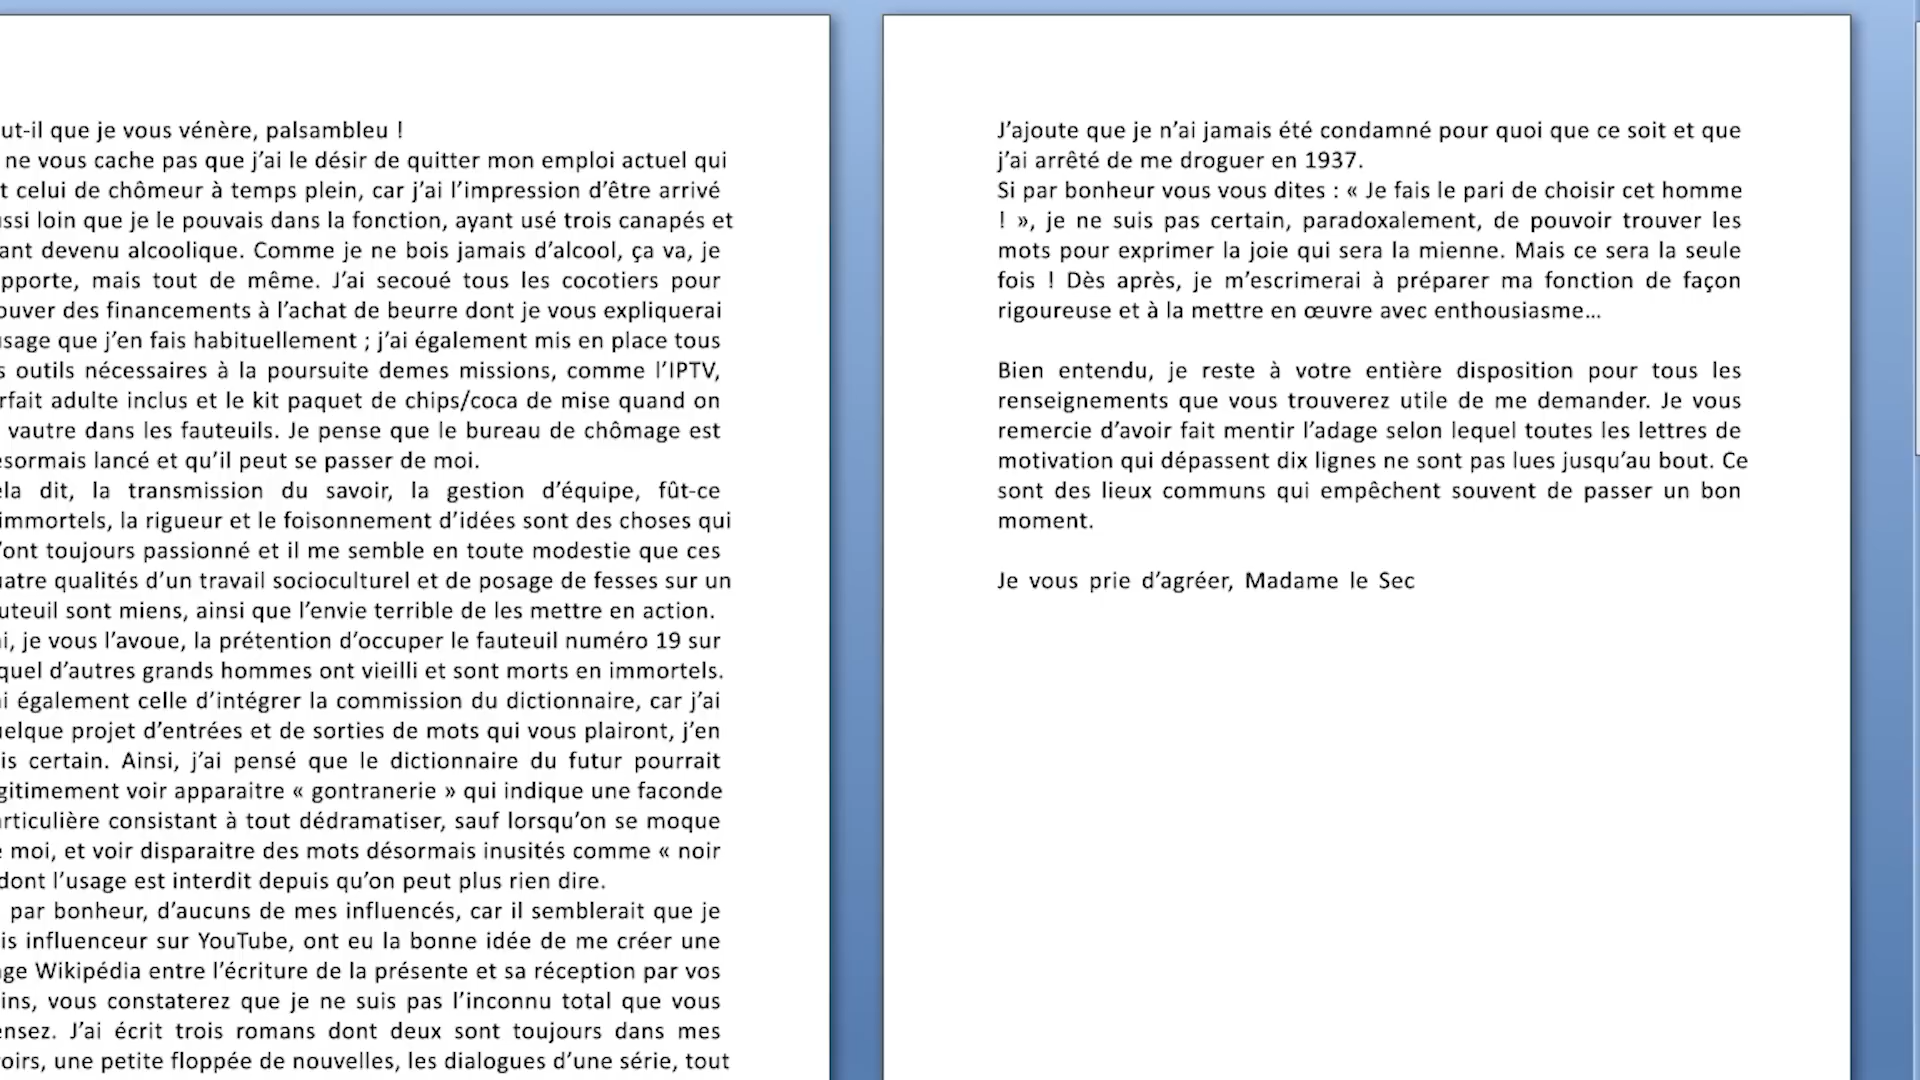 ut-il que je vous vénère, palsambleu !
ne vous cache pas que j’ai le désir de quitter mon emploi actuel qui
t celui de chômeur à temps plein, car j’ai l’impression d’être arrivé
ssi loin que je le pouvais dans la fonction, ayant usé trois canapés et
ant devenu alcoolique. Comme je ne bois jamais d’alcool, ça va, je
pporte, mais tout de même. J’ai secoué tous les cocotiers pour
ouver des financements à l’achat de beurre dont je vous expliquerai
usage que j’en fais habituellement ; j’ai également mis en place tous
s outils nécessaires à la poursuite demes missions, comme l’IPTV,
rfait adulte inclus et le kit paquet de chips/coca de mise quand on
vautre dans les fauteuils. Je pense que le bureau de chômage est
ésormais lancé et qu’il peut se passer de moi.
ela dit, la transmission du savoir, la gestion d’équipe, fût-ce
immortels, la rigueur et le foisonnement d’idées sont des choses qui
’ont toujours passionné et il me semble en toute modestie que ces
uatre qualités d’un travail socioculturel et de posage de fesses sur un
uteuil sont miens, ainsi que l’envie terrible de les mettre en action.
i, je vous l’avoue, la prétention d’occuper le fauteuil numéro 19 sur
quel d’autres grands hommes ont vieilli et sont morts en immortels.
i également celle d’intégrer la commission du dictionnaire, car j’ai
uelque projet d’entrées et de sorties de mots qui vous plairont, j’en
is certain. Ainsi, j’ai pensé que le dictionnaire du futur pourrait
gitimement voir apparaitre « gontranerie » qui indique une faconde
articulière consistant à tout dédramatiser, sauf lorsqu’on se moque
e moi, et voir disparaitre des mots désormais inusités comme « noir
dont l’usage est interdit depuis qu’on peut plus rien dire.
par bonheur, d’aucuns de mes influencés, car il semblerait que je
is influenceur sur YouTube, ont eu la bonne idée de me créer une
age Wikipédia entre l’écriture de la présente et sa réception par vos
ins, vous constaterez que je ne suis pas l’inconnu total que vous
ensez. J’ai écrit trois romans dont deux sont toujours dans mes
oirs, une petite floppée de nouvelles, les dialogues d’une série, tout
J’ajoute que je n’ai jamais été condamné pour quoi que ce soit et que
j’ai arrêté de me droguer en 1937.
Si par bonheur vous vous dites : « Je fais le pari de choisir cet homme
! », je ne suis pas certain, paradoxalement, de pouvoir trouver les
mots pour exprimer la joie qui sera la mienne. Mais ce sera la seule
fois ! Dès après, je m’escrimerai à préparer ma fonction de façon
rigoureuse et à la mettre en œuvre avec enthousiasme…
Bien entendu, je reste à votre entière disposition pour tous les
renseignements que vous trouverez utile de me demander. Je vous
remercie d’avoir fait mentir l’adage selon lequel toutes les lettres de
motivation qui dépassent dix lignes ne sont pas lues jusqu’au bout. Ce
sont des lieux communs qui empêchent souvent de passer un bon
moment.
Je vous prie d’agréer, Madame le Sec